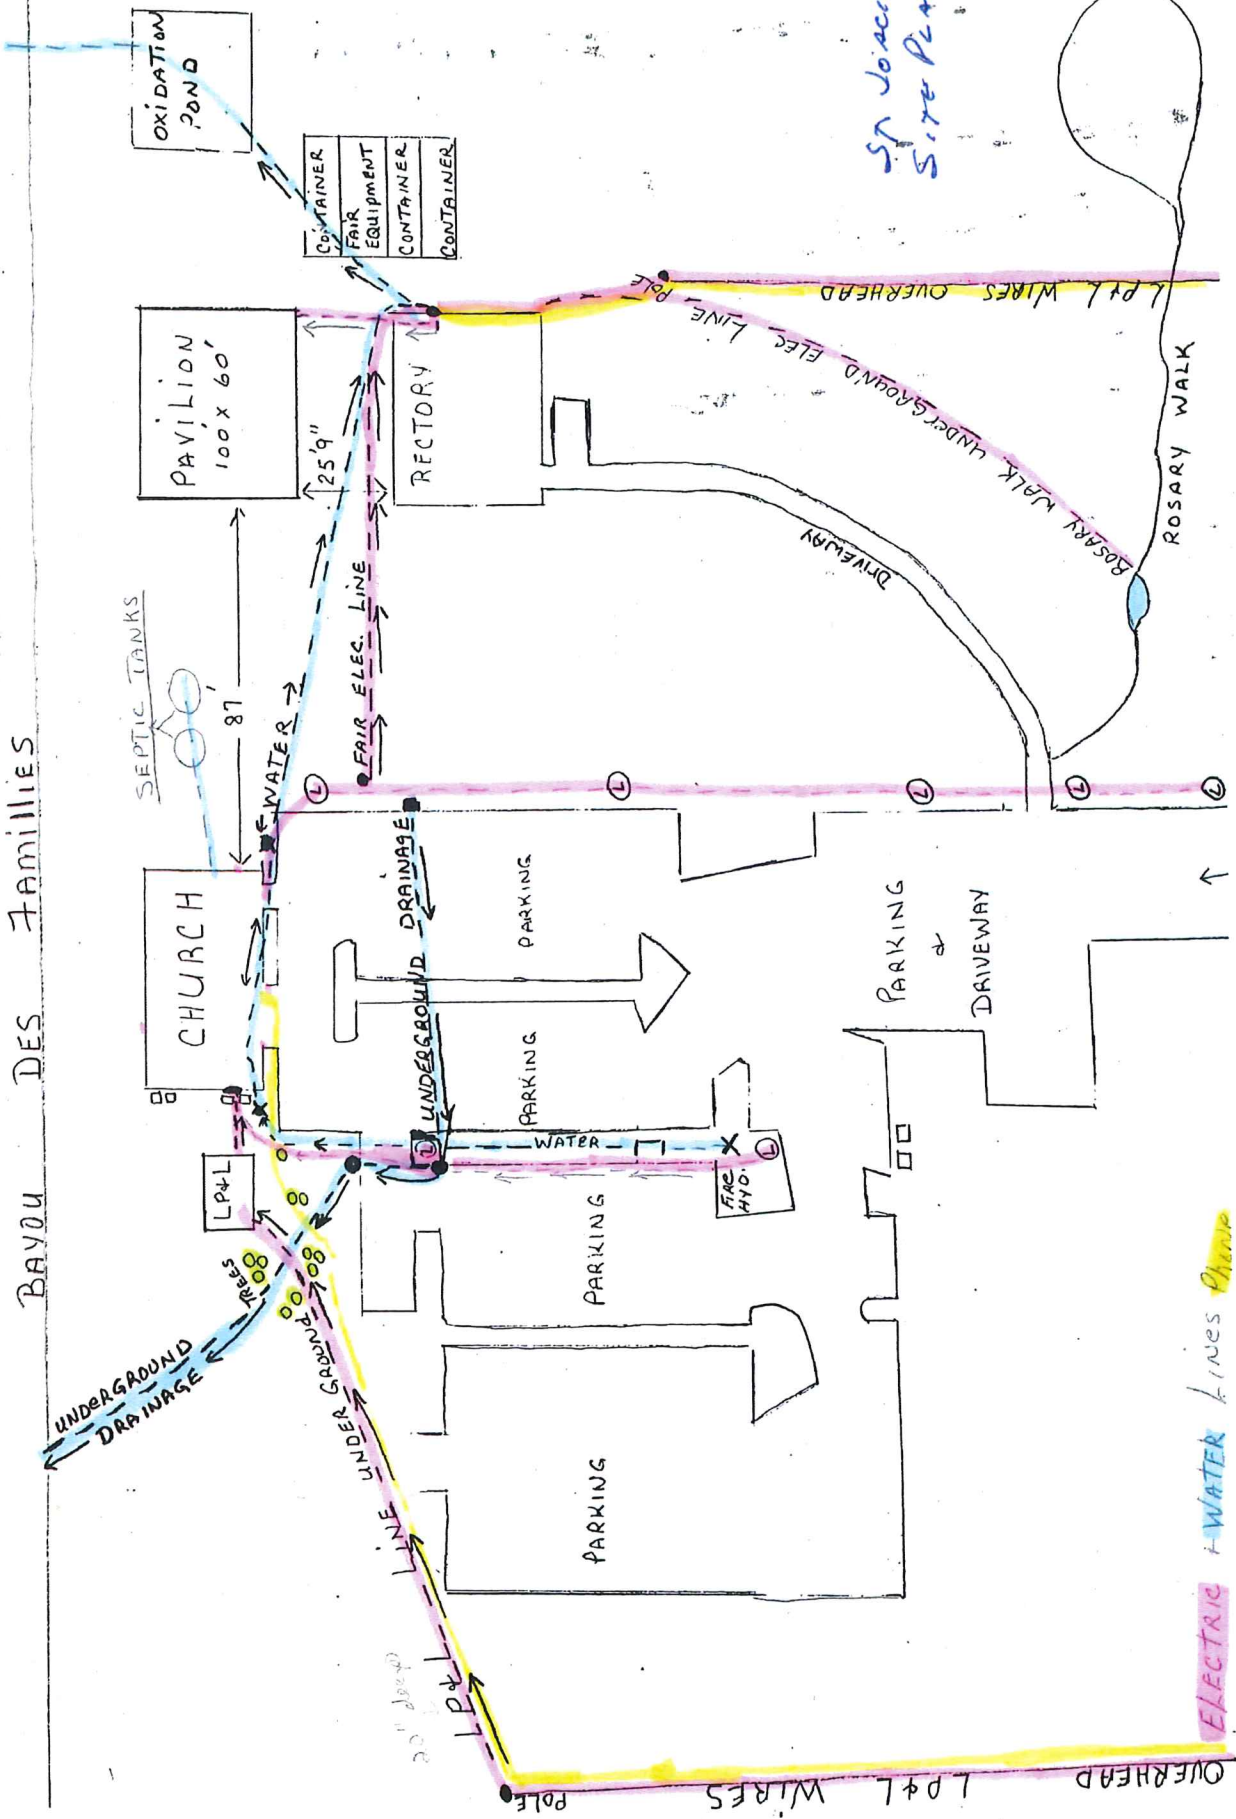 BAYOU DES FAMILLIES
UNDERGROUND
DRAINAGE
TREES
LP&L
CHURCH
SEPTIC TANKS
87'
PAVILION
100 X 60'
25'9"
OXIDATION
POND
CONTAINER
FAIR
EQUIPMENT
CONTAINER
CONTAINER
RECTORY
WATER
FAIR ELEC. LINE
L
UNDERGROUND DRAINAGE
L
WATER
FIRE
HYD.
L
PARKING
PARKING
PARKING
PARKING
PARKING
&
DRIVEWAY
L
L
L
L
DRIVEWAY
POLE
LP&L WIRES OVERHEAD
ROSARY WALK UNDERGROUND ELEC LINE
ROSARY WALK
20" deep
LP&L LINE UNDER GROUND
POLE
OVERHEAD LP&L WIRES
ELECTRIC + WATER Lines Phone
ST
SITE